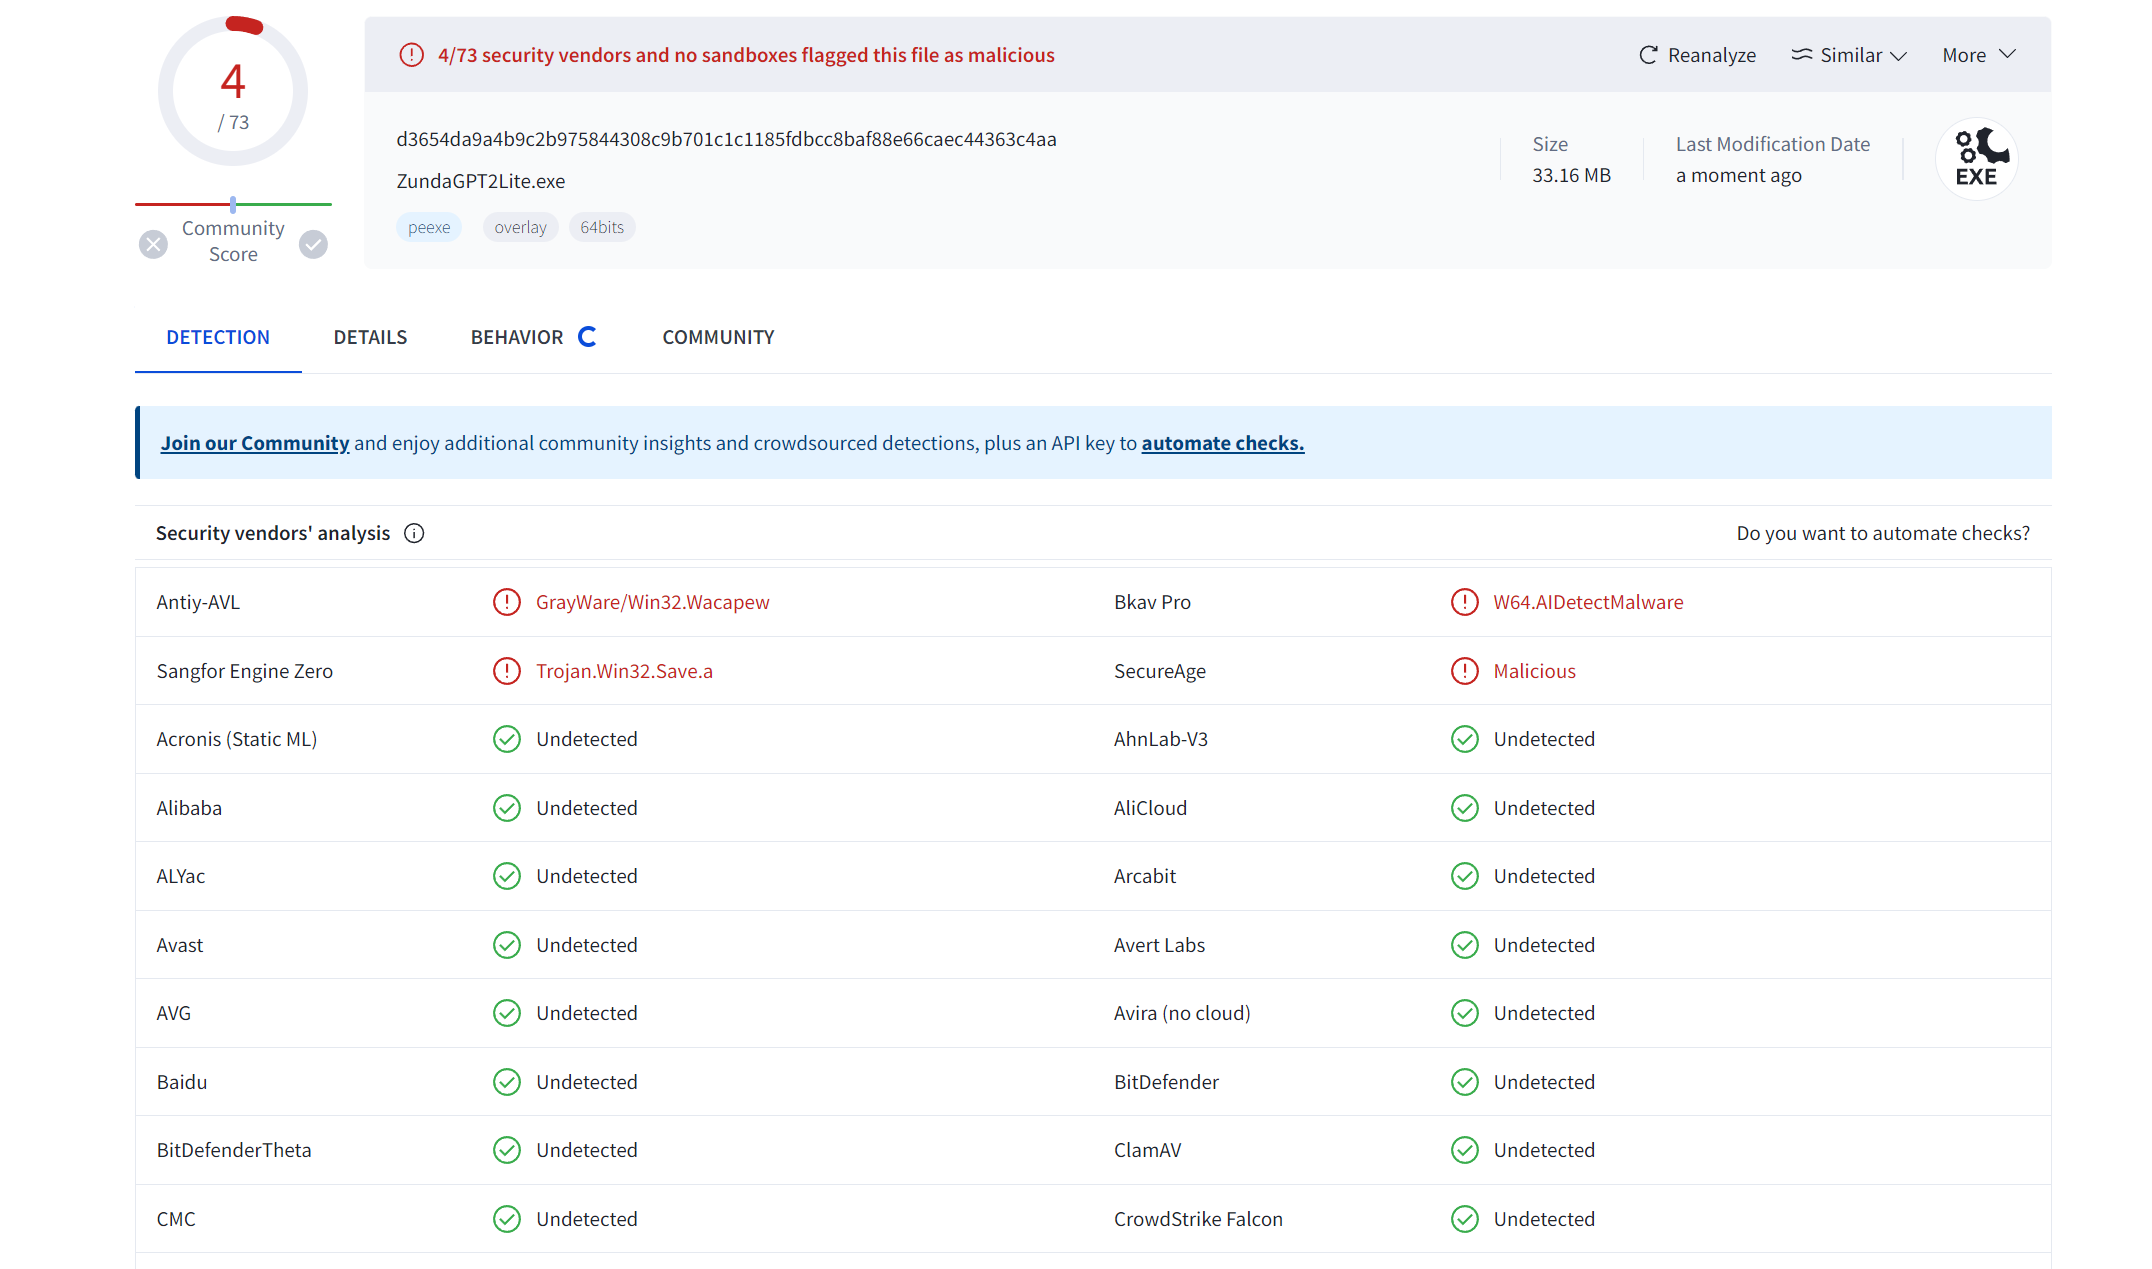 4
/ 73
Community
Score
4/73 security vendors and no sandboxes flagged this file as malicious
Reanalyze
Similar
More
d3654da9a4b9c2b975844308c9b701c1c1185fdbcc8baf88e66caec44363c4aa
ZundaGPT2Lite.exe
peexe
overlay
64bits
Size
33.16 MB
Last Modification Date
a moment ago
EXE
DETECTION
DETAILS
BEHAVIOR
COMMUNITY
Join our Community and enjoy additional community insights and crowdsourced detections, plus an API key to automate checks.
Security vendors' analysis
Do you want to automate checks?
Antiy-AVL
GrayWare/Win32.Wacapew
Bkav Pro
W64.AIDetectMalware
Sangfor Engine Zero
Trojan.Win32.Save.a
SecureAge
Malicious
Acronis (Static ML)
Undetected
AhnLab-V3
Undetected
Alibaba
Undetected
AliCloud
Undetected
ALYac
Undetected
Arcabit
Undetected
Avast
Undetected
Avert Labs
Undetected
AVG
Undetected
Avira (no cloud)
Undetected
Baidu
Undetected
BitDefender
Undetected
BitDefenderTheta
Undetected
ClamAV
Undetected
CMC
Undetected
CrowdStrike Falcon
Undetected